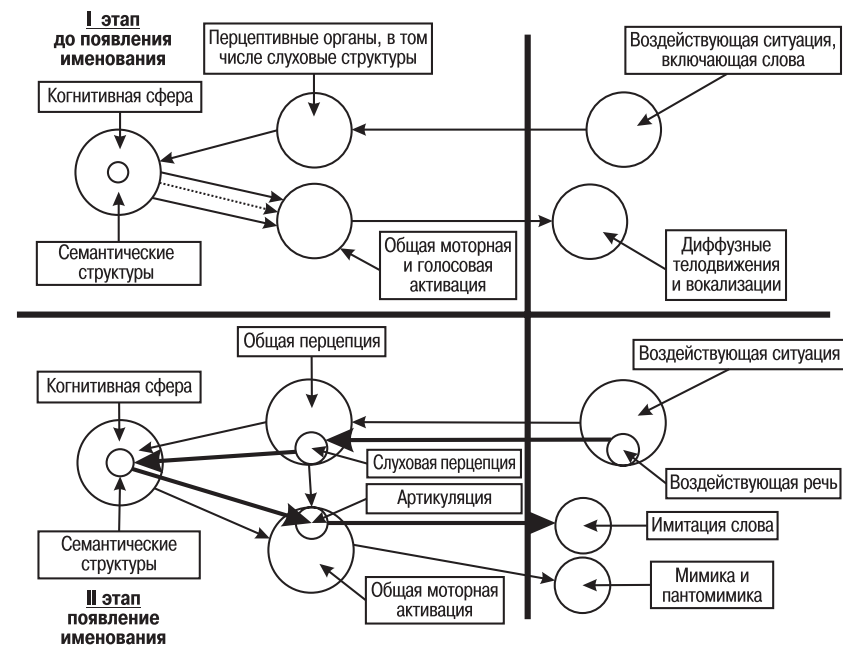 I этап
до появления
именования
Перцептивные органы, в том
числе слуховые структуры
Воздействующая ситуация,
включающая слова
Когнитивная сфера
Семантические
структуры
Общая моторная
и голосовая
активация
Диффузные
телодвижения
и вокализации
Общая перцепция
Воздействующая ситуация
Когнитивная сфера
Слуховая перцепция
Воздействующая речь
Артикуляция
Имитация слова
Семантические
структуры
Общая моторная
активация
Мимика и
пантомимика
II этап
появление
именования